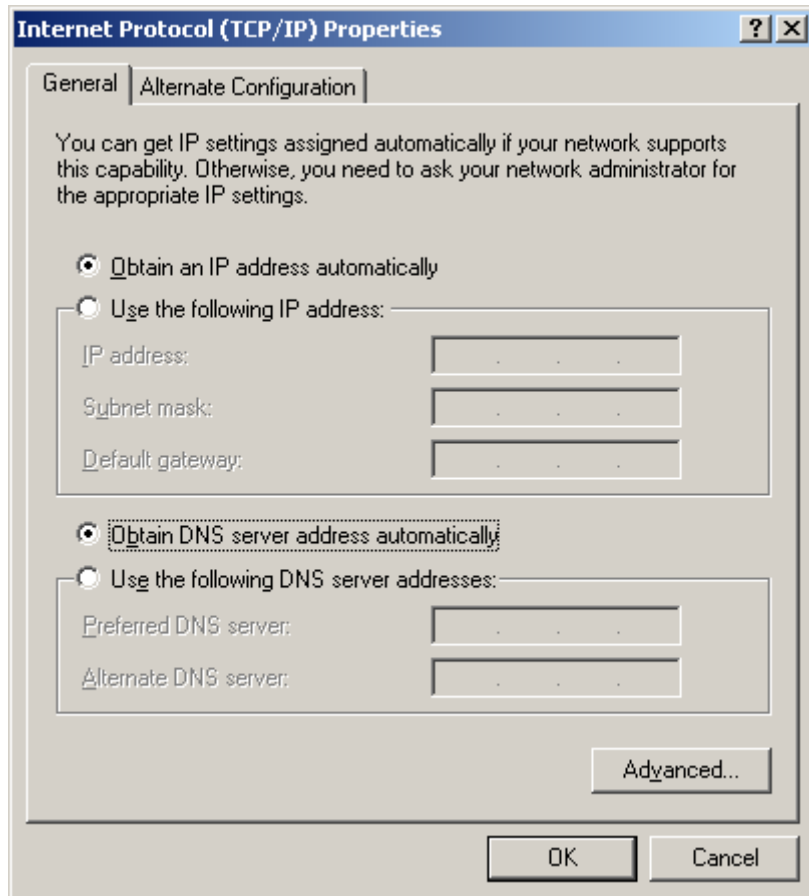 Internet Protocol (TCP/IP) Properties
General Alternate Configuration
You can get IP settings assigned automatically if your network supports
this capability. Otherwise, you need to ask your network administrator for
the appropriate IP settings.
Obtain an IP address automatically
Use the following IP address:
IP address:
Subnet mask:
Default gateway:
Obtain DNS server address automatically
Use the following DNS server addresses:
Preferred DNS server:
Alternate DNS server:
Advanced...
OK Cancel